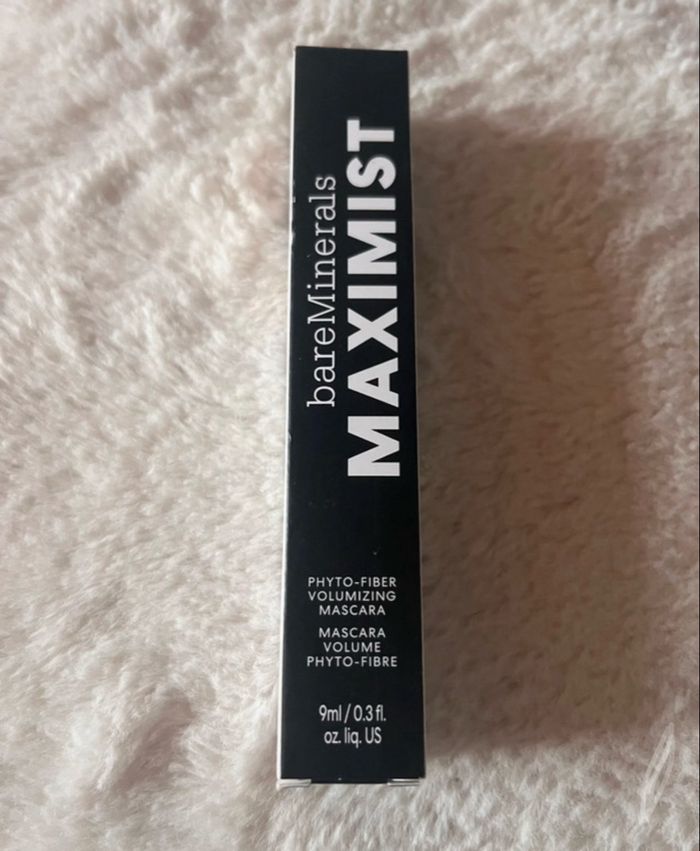 bareMinerals
MAXIMIST
PHYTO-FIBER
VOLUMIZING
MASCARA
MASCARA
VOLUME
PHYTO-FIBRE
9ml / 0.3 fl.
oz. liq. US